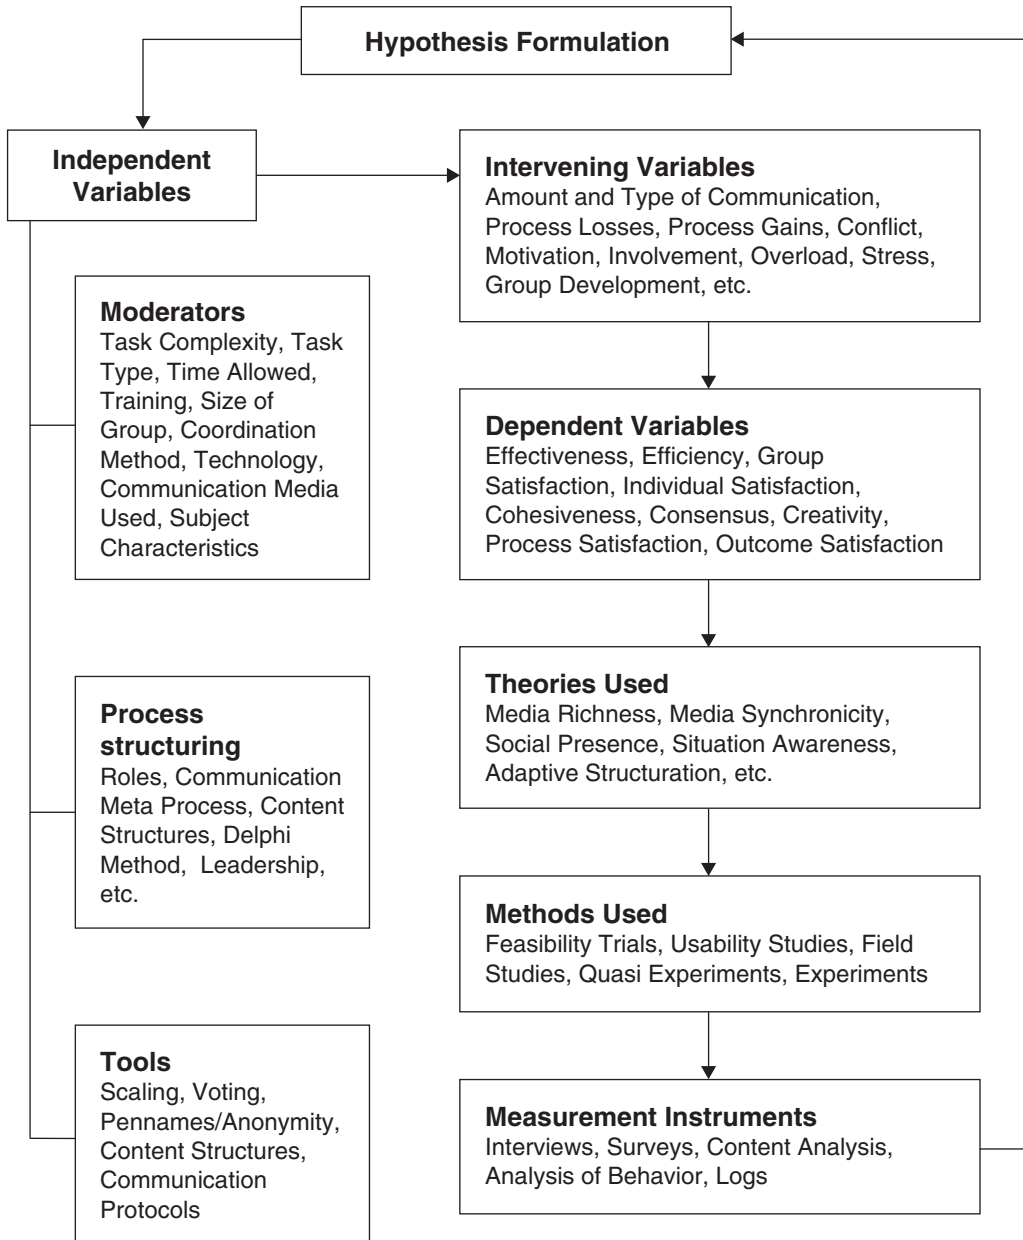 Hypothesis Formulation
Independent
Variables
Moderators
Task Complexity, Task
Type, Time Allowed,
Training, Size of
Group, Coordination
Method, Technology,
Communication Media
Used, Subject
Characteristics
Process
structuring
Roles, Communication
Meta Process, Content
Structures, Delphi
Method,  Leadership,
etc.
Tools
Scaling, Voting,
Pennames/Anonymity,
Content Structures,
Communication
Protocols
Intervening Variables
Amount and Type of Communication,
Process Losses, Process Gains, Conflict,
Motivation, Involvement, Overload, Stress,
Group Development, etc.
Dependent Variables
Effectiveness, Efficiency, Group
Satisfaction, Individual Satisfaction,
Cohesiveness, Consensus, Creativity,
Process Satisfaction, Outcome Satisfaction
Theories Used
Media Richness, Media Synchronicity,
Social Presence, Situation Awareness,
Adaptive Structuration, etc.
Methods Used
Feasibility Trials, Usability Studies, Field
Studies, Quasi Experiments, Experiments
Measurement Instruments
Interviews, Surveys, Content Analysis,
Analysis of Behavior, Logs